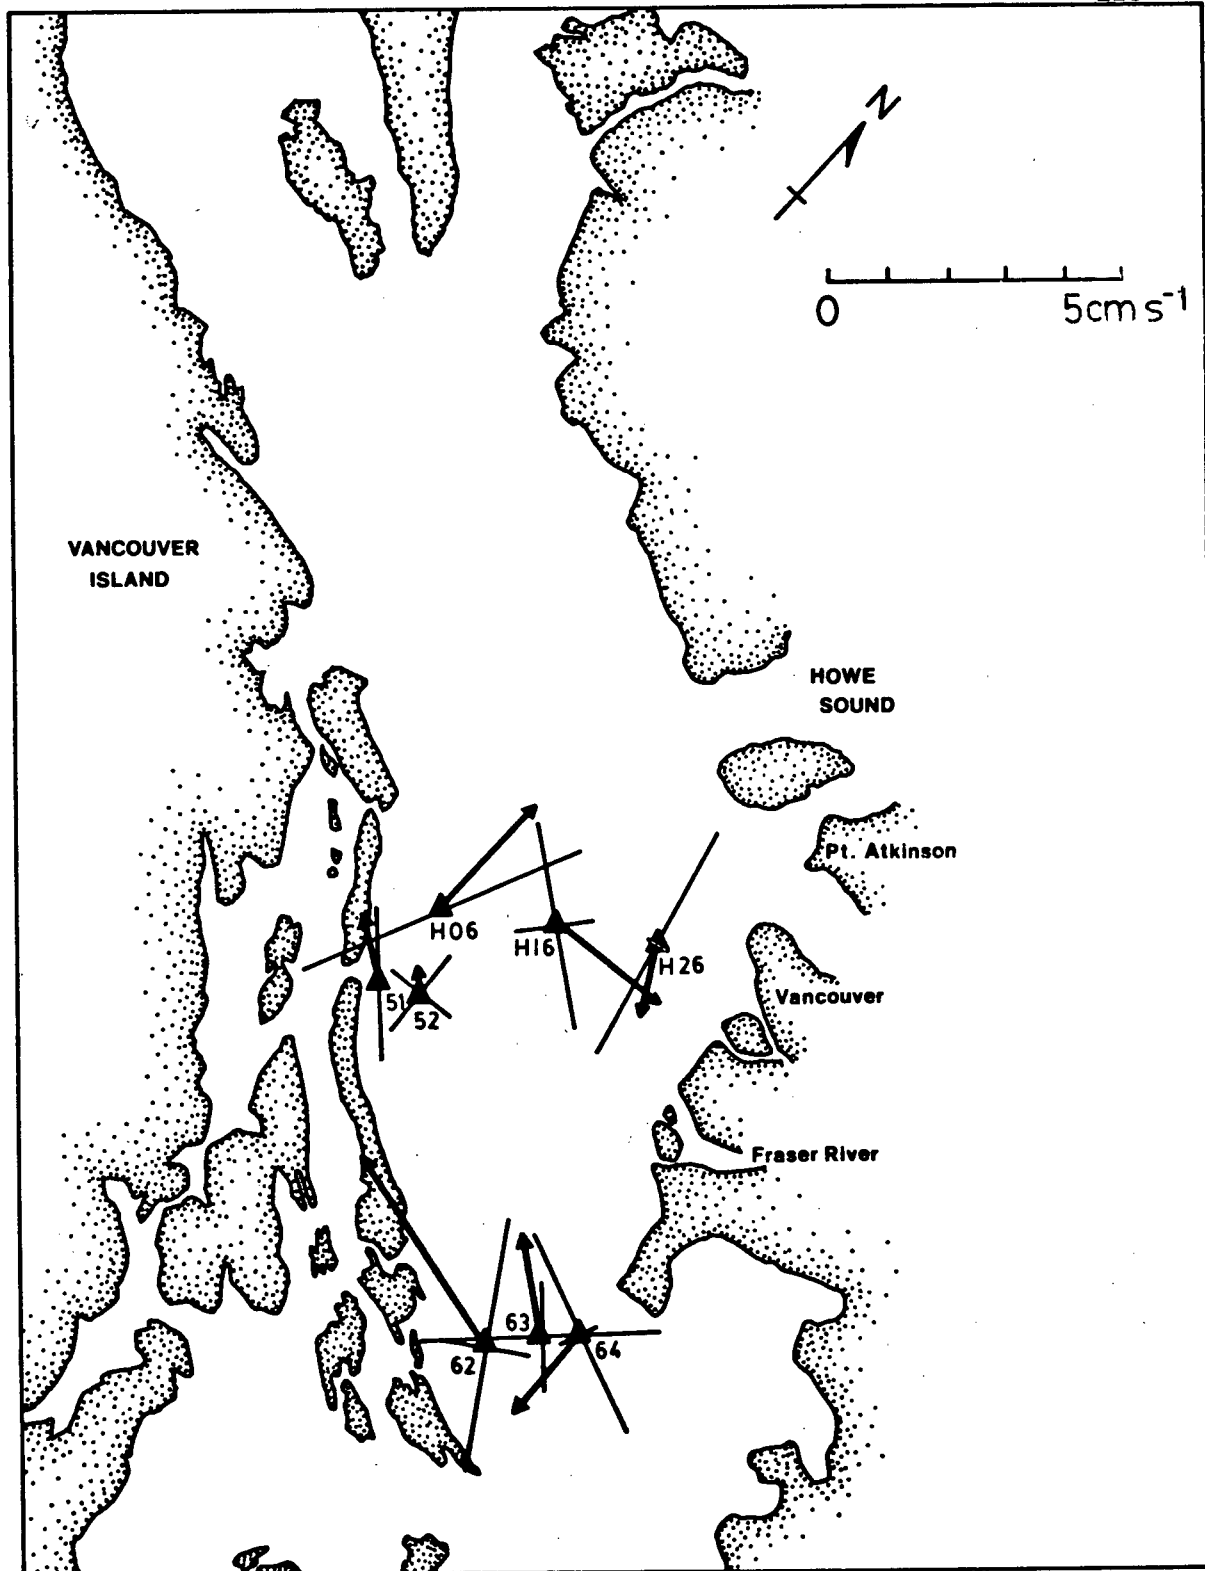 N
0 5cm s⁻¹
VANCOUVER
ISLAND
HOWE
SOUND
Pt. Atkinson
H06
H16
H26
51
52
Vancouver
Fraser River
63
62
64